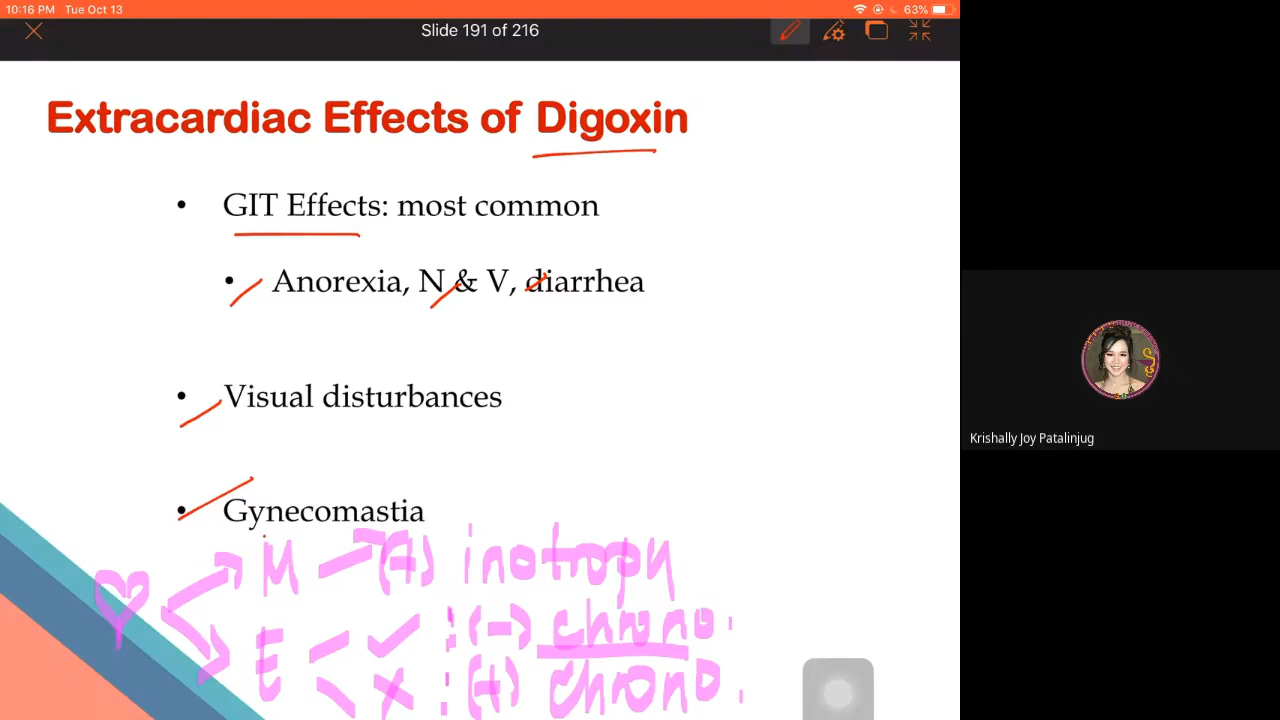 10:16 PM Tue Oct 13 63%
Slide 191 of 216
Extracardiac Effects of Digoxin
• GIT Effects: most common
• Anorexia, N & V, diarrhea
• Visual disturbances
• Gynecomastia
M → (+) inotropy
E < ✓ : (-) chrono.
x : (+) chrono.
Krishally Joy Patalinjug